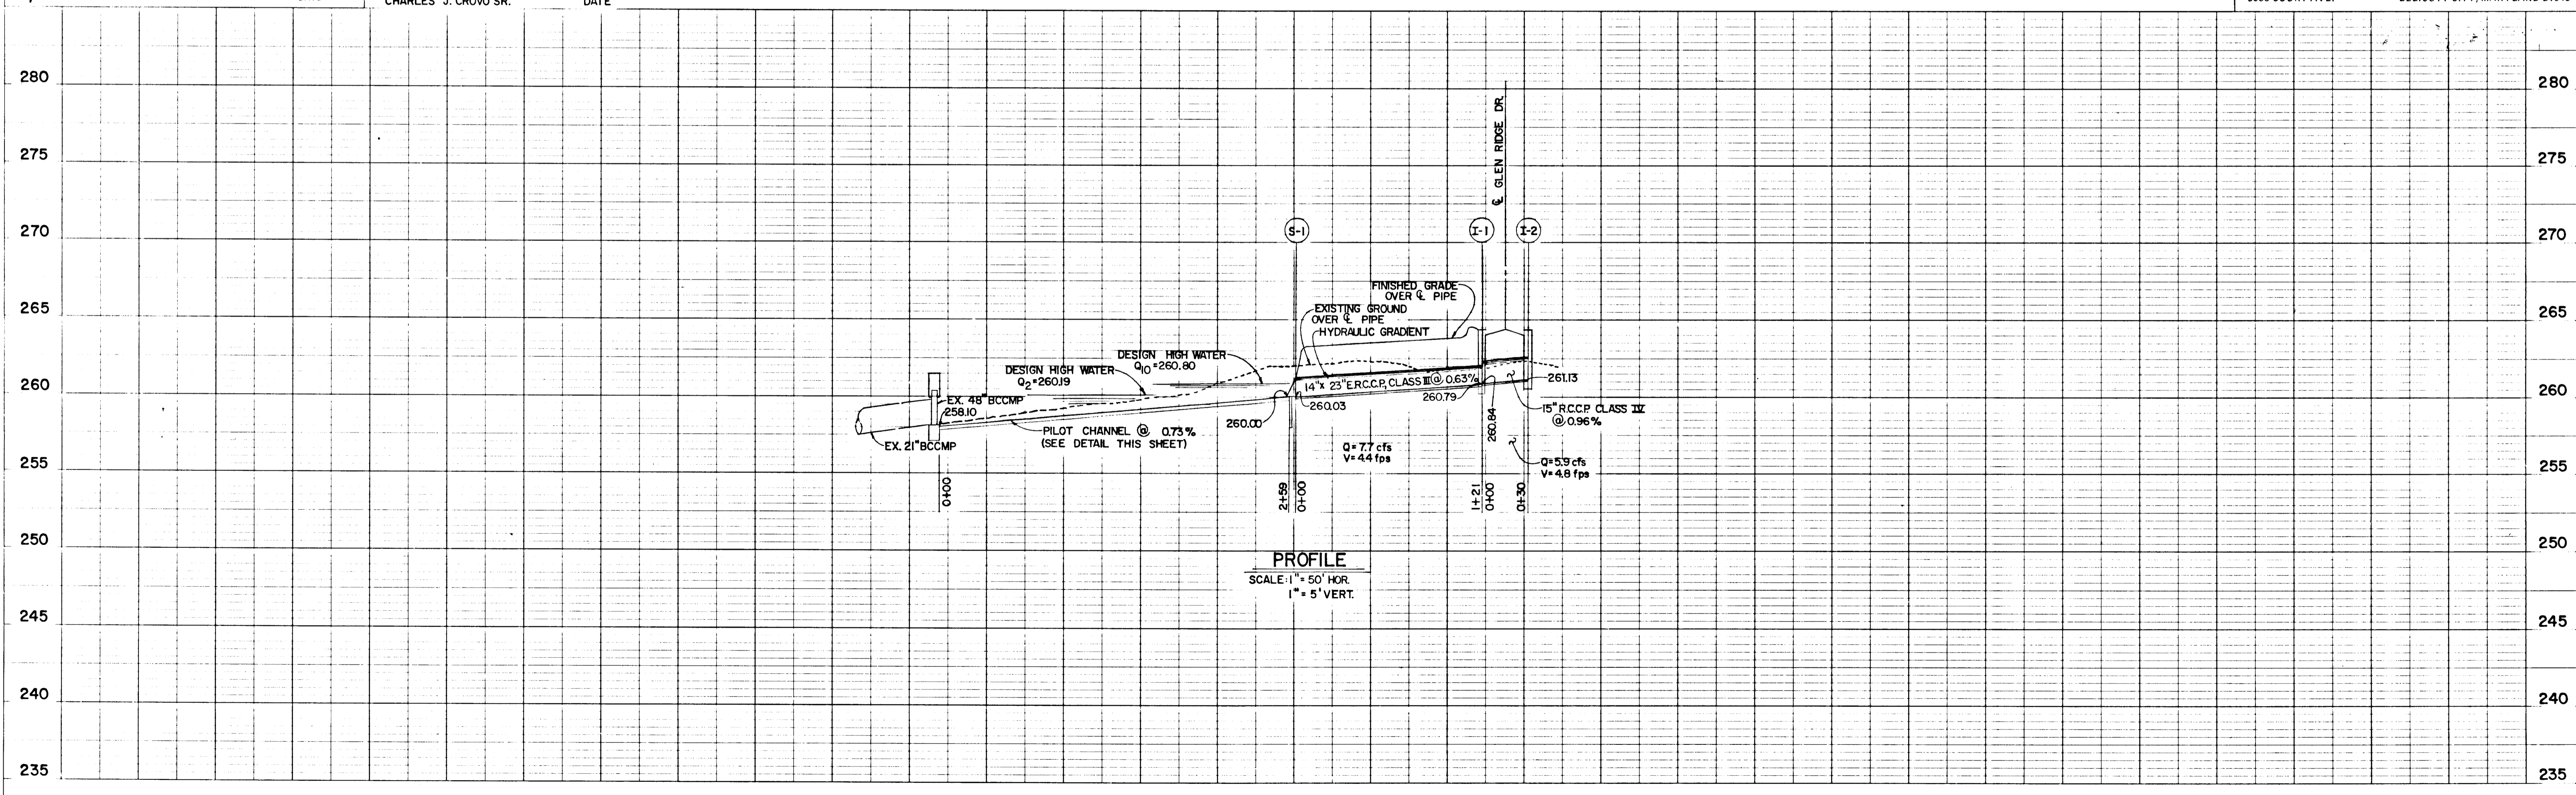 CHARLES J. CROVO SR. DATE
280
280
275
275
270
270
265
265
260
260
255
255
250
250
245
245
240
240
235
235
℄ GLEN RIDGE DR.
S-1
I-1
I-2
FINISHED GRADE
OVER ℄ PIPE
EXISTING GROUND
OVER ℄ PIPE
HYDRAULIC GRADIENT
DESIGN HIGH WATER
Q10=260.80
DESIGN HIGH WATER
Q2=260.19
14"x 23" E.R.C.C.P., CLASS III @ 0.63%
261.13
EX. 48" BCCMP
258.10
260.03
260.79
260.84
15" R.C.C.P. CLASS IV
@ 0.96%
260.00
PILOT CHANNEL @ 0.73%
(SEE DETAIL THIS SHEET)
EX. 21" BCCMP
Q=7.7 cfs
V=4.4 fps
Q=5.9 cfs
V=4.8 fps
0+00
2+59
0+00
1+21
0+00
0+30
PROFILE
SCALE: 1"= 50' HOR.
1"= 5' VERT.